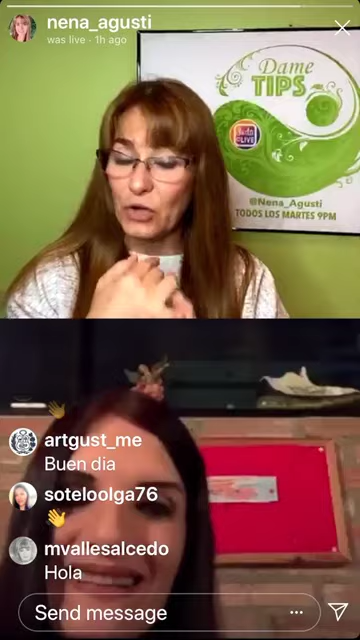 nena_agusti
was live · 1h ago
Dame
TIPS
LIVE
@Nena_Agusti
TODOS LOS MARTES 9PM
👋
artgust_me
Buen dia
soteloolga76
👋
mvallesalcedo
Hola
Send message